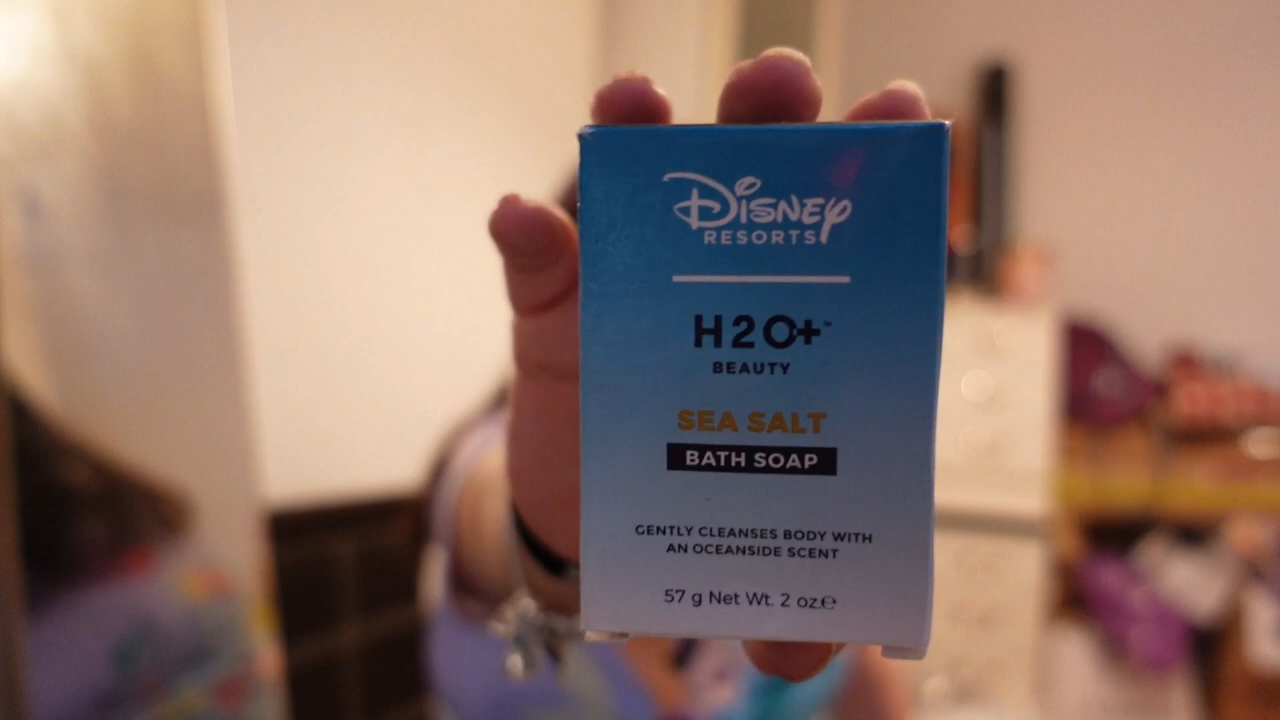 Disney
RESORTS
H2O+™
BEAUTY
SEA SALT
BATH SOAP
GENTLY CLEANSES BODY WITH
AN OCEANSIDE SCENT
57 g Net Wt. 2 oz.℮